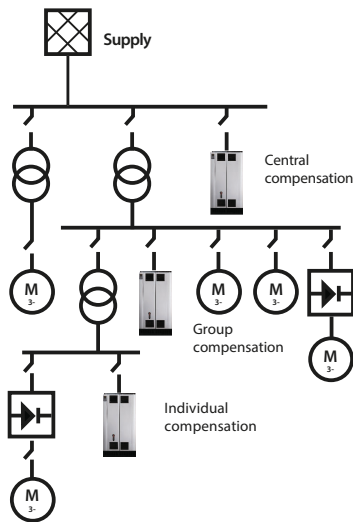 Supply
Central
compensation
M
3-
M
3-
M
3-
Group
compensation
M
3-
Individual
compensation
M
3-